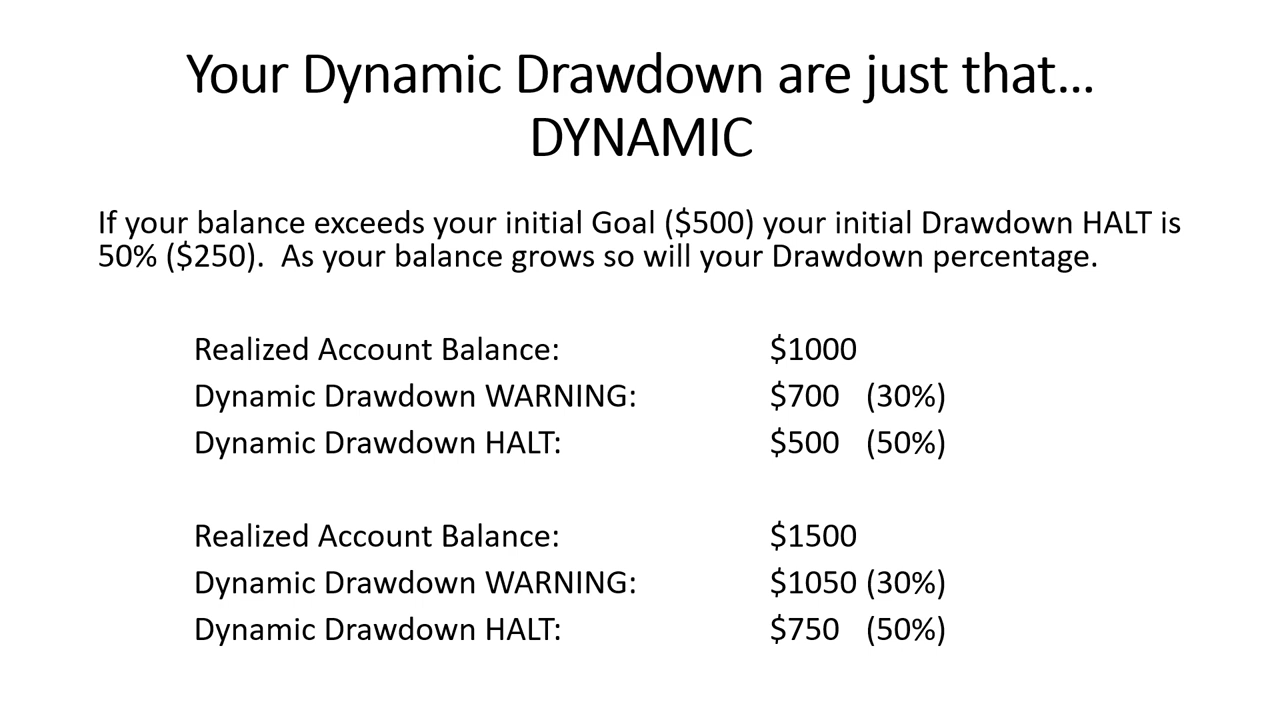 Your Dynamic Drawdown are just that…
DYNAMIC
If your balance exceeds your initial Goal ($500) your initial Drawdown HALT is
50% ($250).  As your balance grows so will your Drawdown percentage.
Realized Account Balance: $1000
Dynamic Drawdown WARNING: $700 (30%)
Dynamic Drawdown HALT: $500 (50%)
Realized Account Balance: $1500
Dynamic Drawdown WARNING: $1050 (30%)
Dynamic Drawdown HALT: $750 (50%)